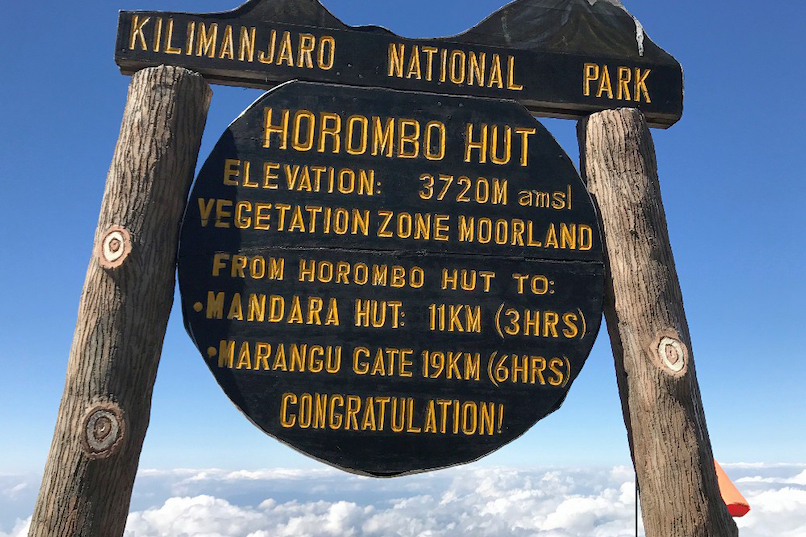 KILIMANJARO NATIONAL PARK
HOROMBO HUT
ELEVATION: 3720M amsl
VEGETATION ZONE MOORLAND
FROM HOROMBO HUT TO:
•MANDARA HUT: 11KM (3HRS)
•MARANGU GATE 19KM (6HRS)
CONGRATULATION!